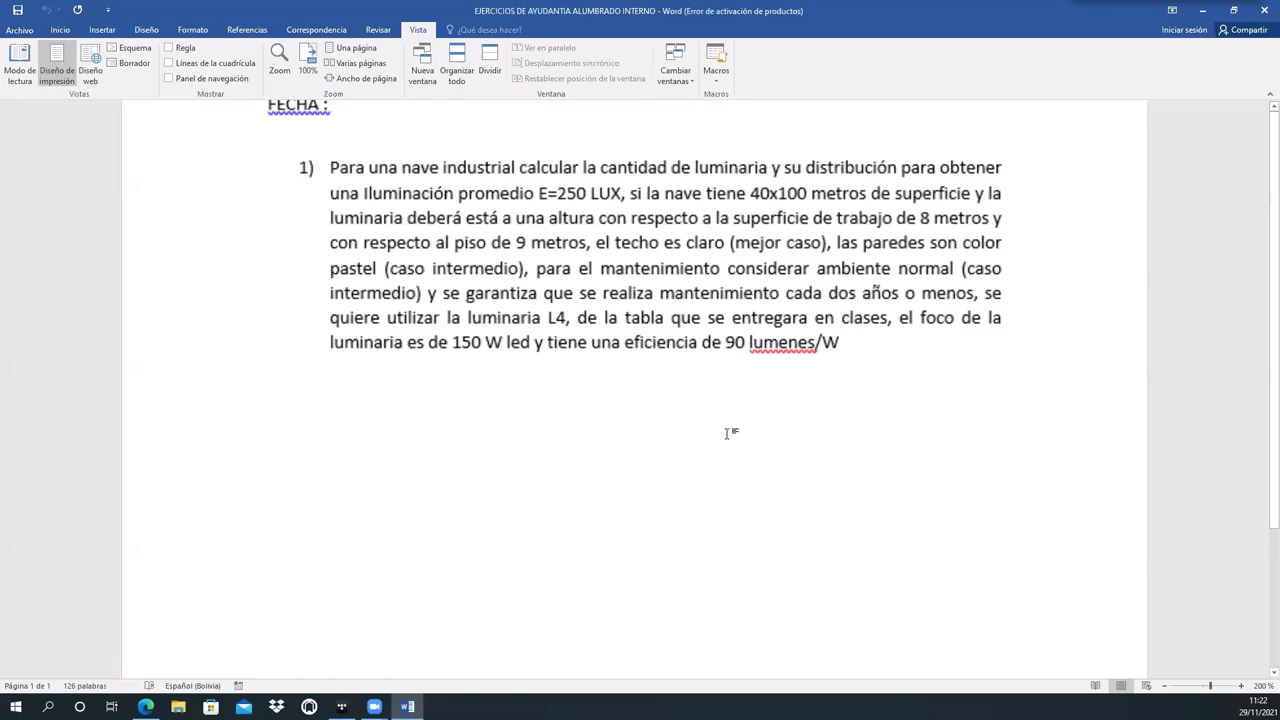 EJERCICIOS DE AYUDANTIA ALUMBRADO INTERNO - Word (Error de activación de productos)
Archivo Inicio Insertar Diseño Formato Referencias Correspondencia Revisar Vista ¿Qué desea hacer? Iniciar sesión Compartir
Modo de lectura
Diseño de impresión
Diseño web
Esquema
Borrador
Vistas
Regla
Líneas de la cuadrícula
Panel de navegación
Mostrar
Zoom
100%
Una página
Varias páginas
Ancho de página
Zoom
Nueva ventana
Organizar todo
Dividir
Ver en paralelo
Desplazamiento sincrónico
Restablecer posición de la ventana
Ventana
Cambiar ventanas
Macros
Macros
FECHA :
1) Para una nave industrial calcular la cantidad de luminaria y su distribución para obtener
una Iluminación promedio E=250 LUX, si la nave tiene 40x100 metros de superficie y la
luminaria deberá está a una altura con respecto a la superficie de trabajo de 8 metros y
con respecto al piso de 9 metros, el techo es claro (mejor caso), las paredes son color
pastel (caso intermedio), para el mantenimiento considerar ambiente normal (caso
intermedio) y se garantiza que se realiza mantenimiento cada dos años o menos, se
quiere utilizar la luminaria L4, de la tabla que se entregara en clases, el foco de la
luminaria es de 150 W led y tiene una eficiencia de 90 lumenes/W
Página 1 de 1 126 palabras Español (Bolivia) 200 %
11:22
29/11/2021